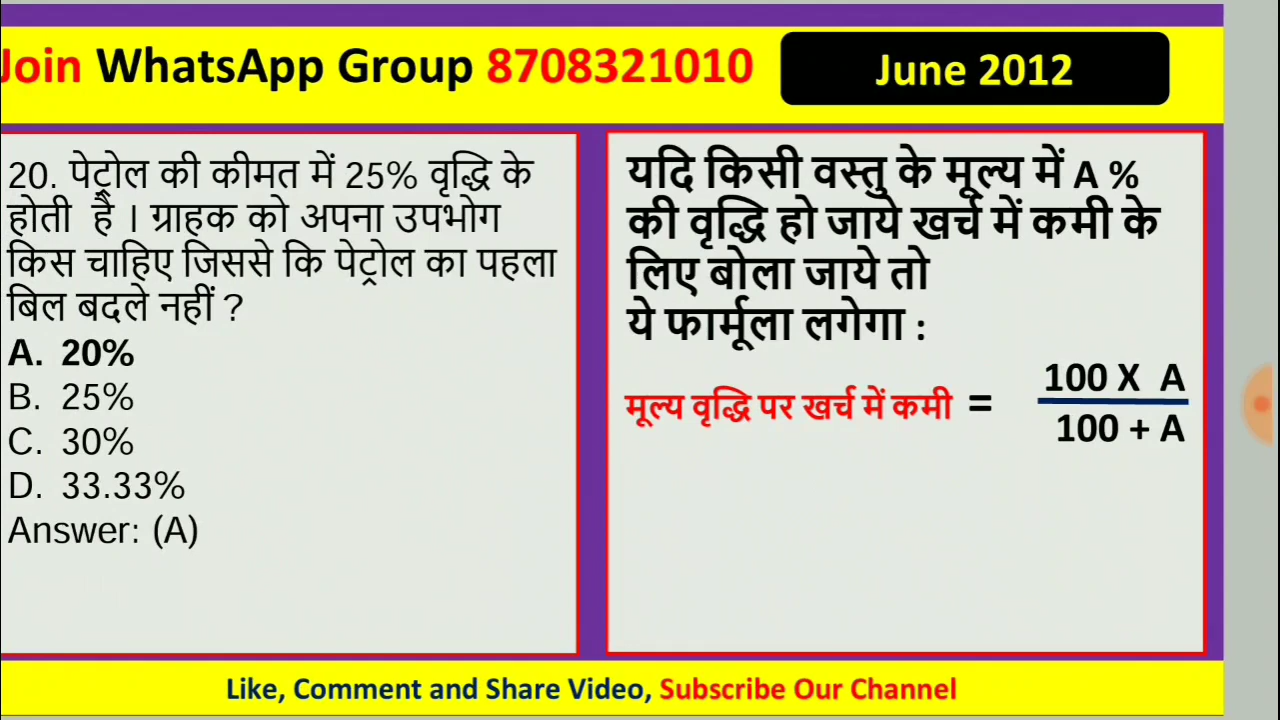 Join WhatsApp Group 8708321010
June 2012
20. पेट्रोल की कीमत में 25% वृद्धि के
होती है । ग्राहक को अपना उपभोग
किस चाहिए जिससे कि पेट्रोल का पहला
बिल बदले नहीं ?
A. 20%
B. 25%
C. 30%
D. 33.33%
Answer: (A)
यदि किसी वस्तु के मूल्य में A %
की वृद्धि हो जाये खर्च में कमी के
लिए बोला जाये तो
ये फार्मूला लगेगा :
मूल्य वृद्धि पर खर्च में कमी =
100 X A
100 + A
Like, Comment and Share Video, Subscribe Our Channel